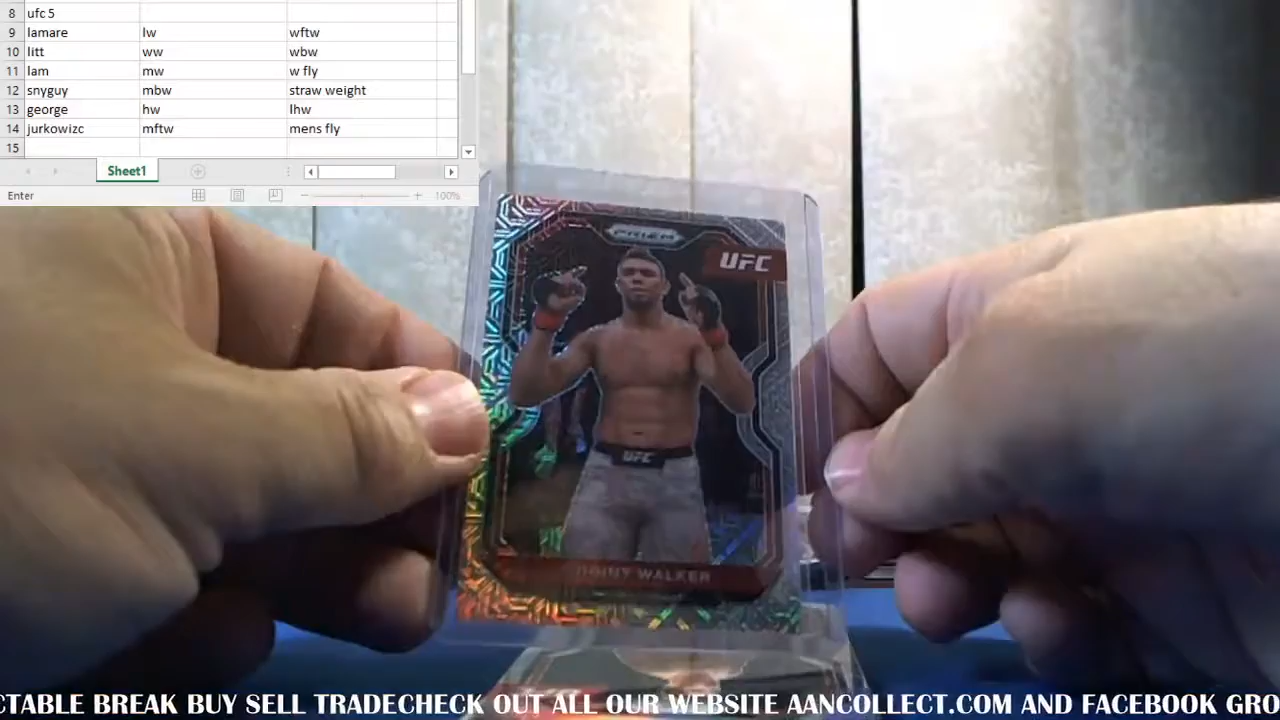 8 ufc 5
9 lamare lw wftw
10 litt ww wbw
11 lam mw w fly
12 snyguy mbw straw weight
13 george hw lhw
14 jurkowizc mftw mens fly
15
Sheet1
Enter 100%
PRIZM
UFC
UFC
WALKER
CTABLE BREAK BUY SELL TRADECHECK OUT ALL OUR WEBSITE AANCOLLECT.COM AND FACEBOOK GRO